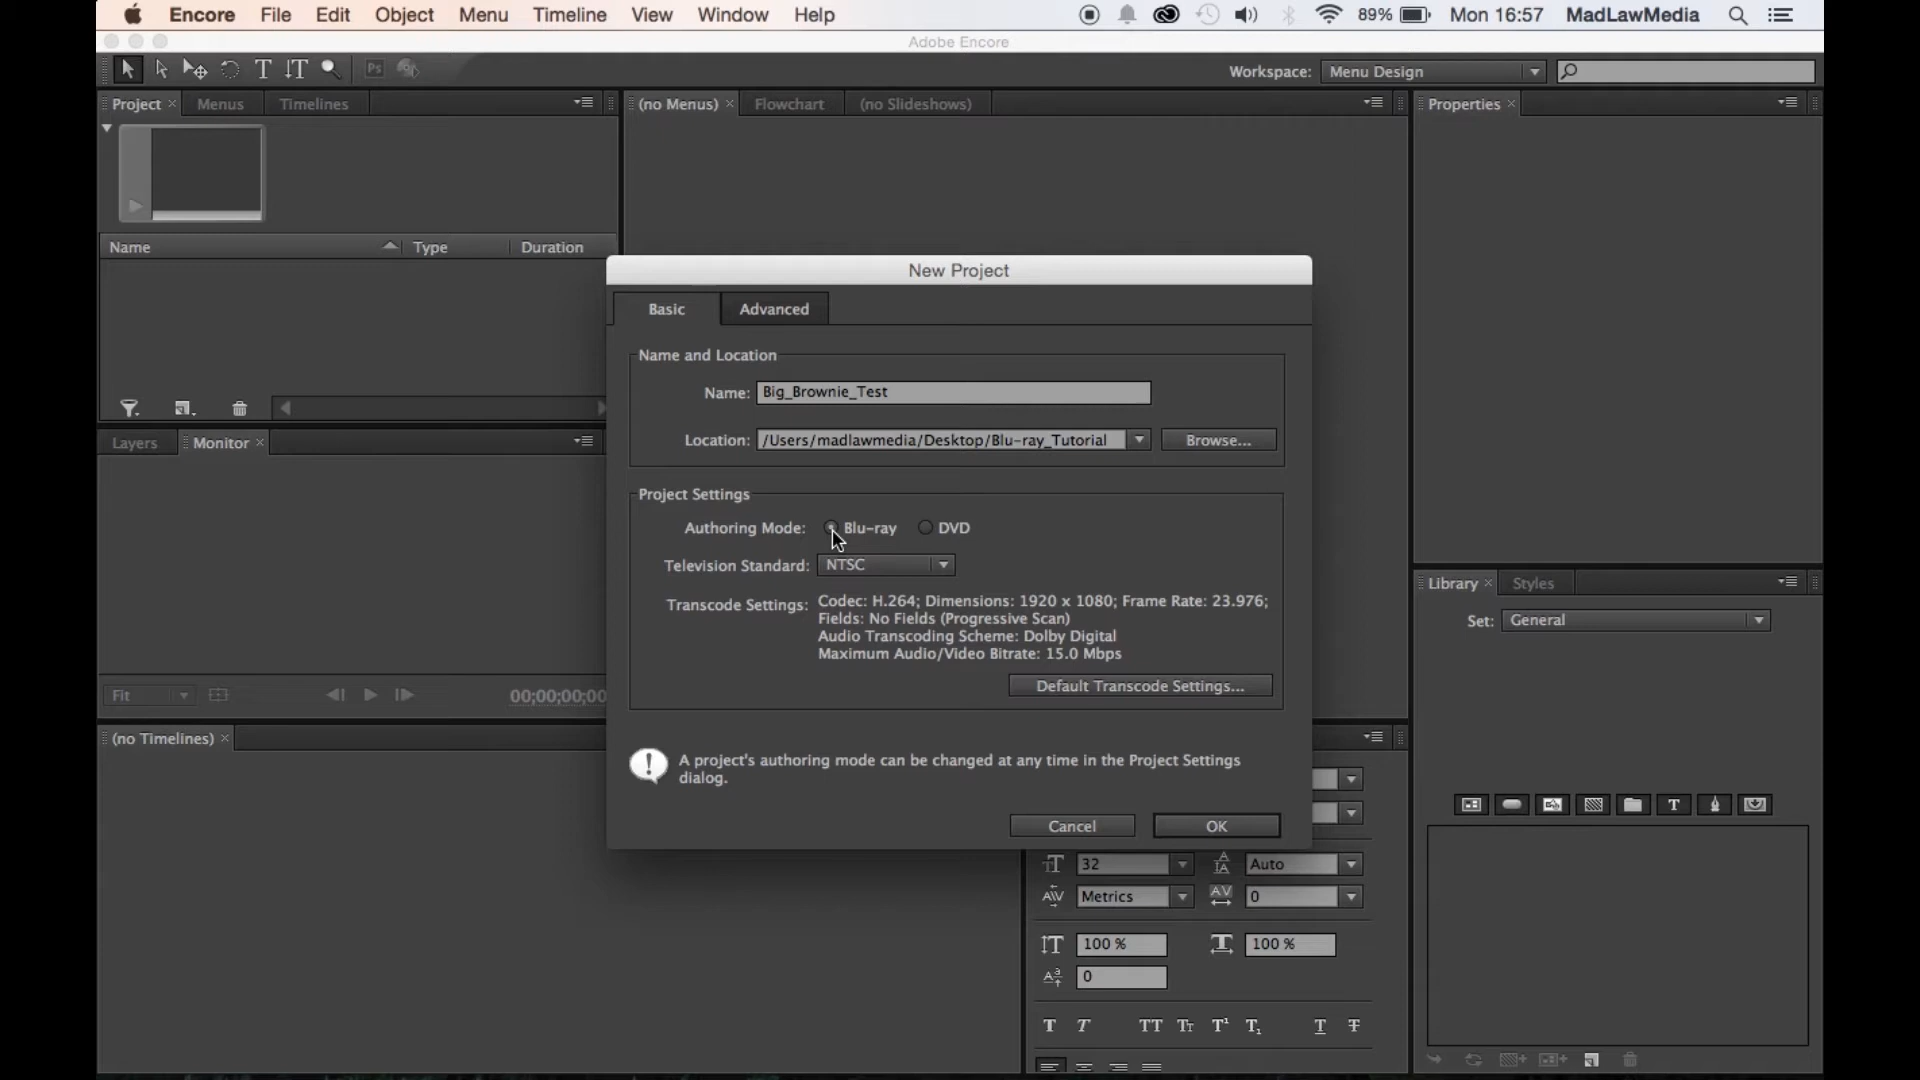 Encore File Edit Object Menu Timeline View Window Help 89% Mon 16:57 MadLawMedia
Adobe Encore
T T Ps Workspace: Menu Design
Project Menus Timelines (no Menus) Flowchart (no Slideshows) Properties
Name Type Duration
New Project
Basic Advanced
Name and Location
Name: Big_Brownie_Test
Location: /Users/madlawmedia/Desktop/Blu-ray_Tutorial Browse...
Layers Monitor
Project Settings
Authoring Mode: Blu-ray DVD
Television Standard: NTSC
Transcode Settings: Codec: H.264; Dimensions: 1920 x 1080; Frame Rate: 23.976;
Fields: No Fields (Progressive Scan)
Audio Transcoding Scheme: Dolby Digital
Maximum Audio/Video Bitrate: 15.0 Mbps
Default Transcode Settings...
Library Styles
Set: General
Fit 00;00;00;00
(no Timelines)
A project's authoring mode can be changed at any time in the Project Settings
dialog.
Cancel OK
T
32 Auto
Metrics 0
100 % 100 %
0
T T TT Tt T¹ T₁ T T